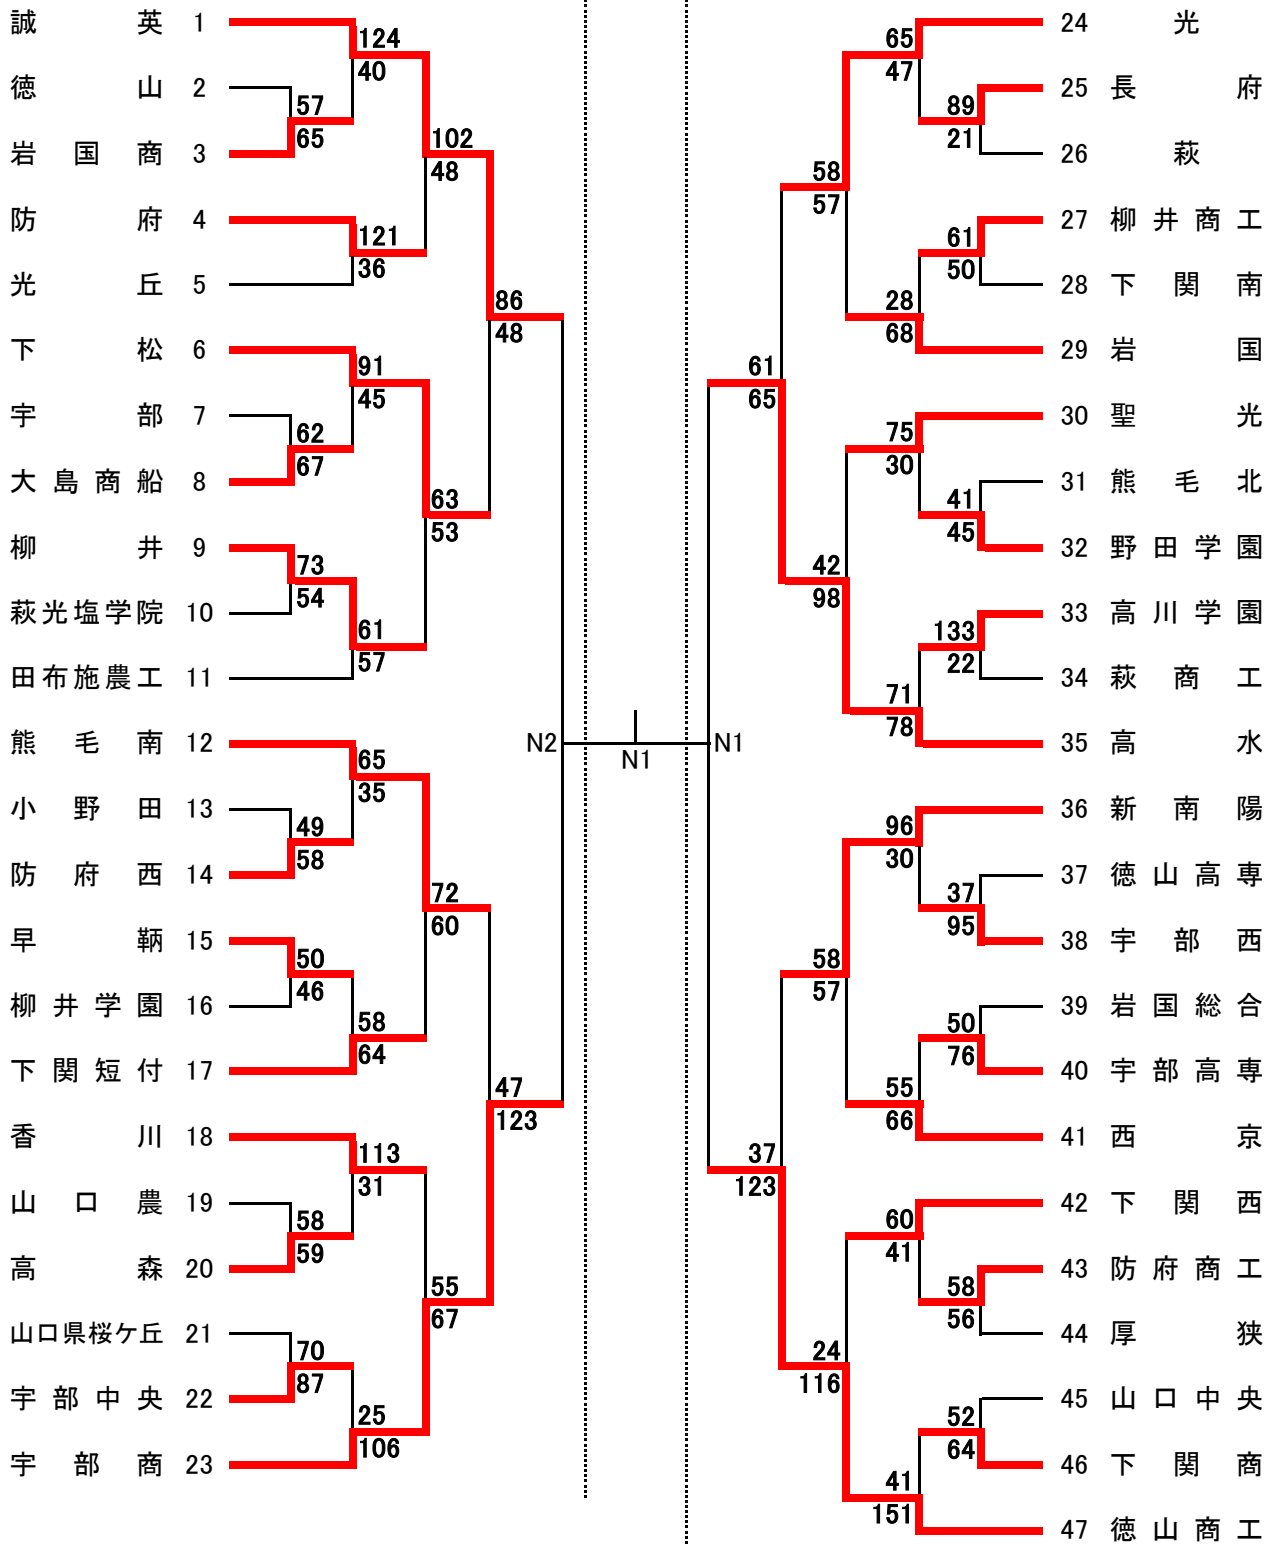 誠英 1
徳山 2
岩国商 3
防府 4
光丘 5
下松 6
宇部 7
大島商船 8
柳井 9
萩光塩学院 10
田布施農工 11
熊毛南 12
小野田 13
防府西 14
早鞆 15
柳井学園 16
下関短付 17
香川 18
山口農 19
高森 20
山口県桜ケ丘 21
宇部中央 22
宇部商 23
57
65
62
67
73
54
49
58
50
46
58
59
70
87
124
40
121
36
91
45
61
57
65
35
58
64
113
31
25
106
102
48
63
53
72
60
55
67
86
48
47
123
N2
N1
N1
61
65
37
123
58
57
42
98
58
57
24
116
65
47
28
68
75
30
71
78
96
30
55
66
60
41
41
151
89
21
61
50
41
45
133
22
37
95
50
76
58
56
52
64
24 光
25 長府
26 萩
27 柳井商工
28 下関南
29 岩国
30 聖光
31 熊毛北
32 野田学園
33 高川学園
34 萩商工
35 高水
36 新南陽
37 徳山高専
38 宇部西
39 岩国総合
40 宇部高専
41 西京
42 下関西
43 防府商工
44 厚狭
45 山口中央
46 下関商
47 徳山商工